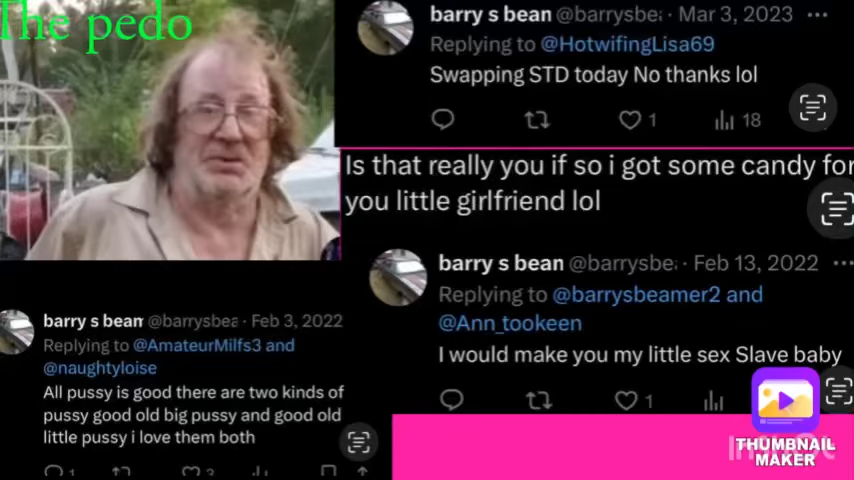 The pedo
barry s bean @barrysbe: · Mar 3, 2023 ···
Replying to @HotwifingLisa69
Swapping STD today No thanks lol
1
18
Is that really you if so i got some candy for
you little girlfriend lol
barry s bean @barrysbe: · Feb 13, 2022 ···
Replying to @barrysbeamer2 and
@Ann_tookeen
I would make you my little sex Slave baby
1
barry s bean @barrysbea · Feb 3, 2022
Replying to @AmateurMilfs3 and
@naughtyloise
All pussy is good there are two kinds of
pussy good old big pussy and good old
little pussy i love them both
1
3
THUMBNAIL
MAKER